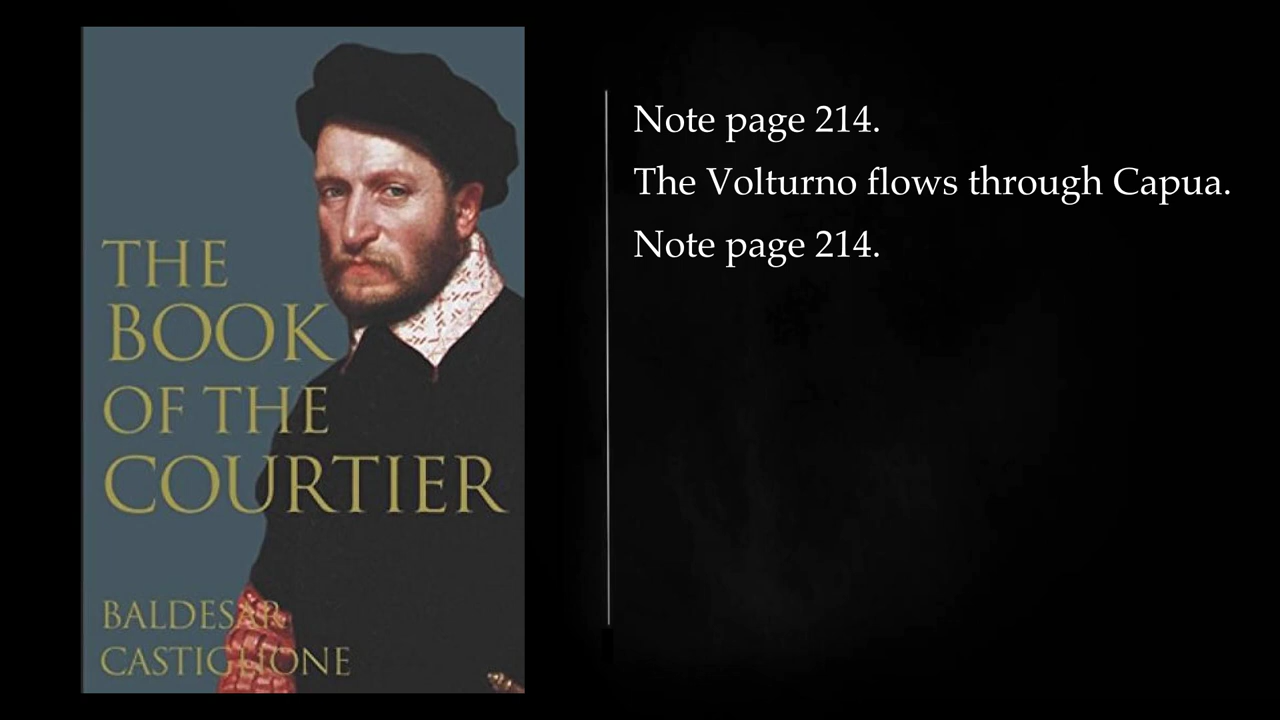 THE
BOOK
OF THE
COURTIER
BALDESAR
CASTIGLIONE
Note page 214.
The Volturno flows through Capua.
Note page 214.